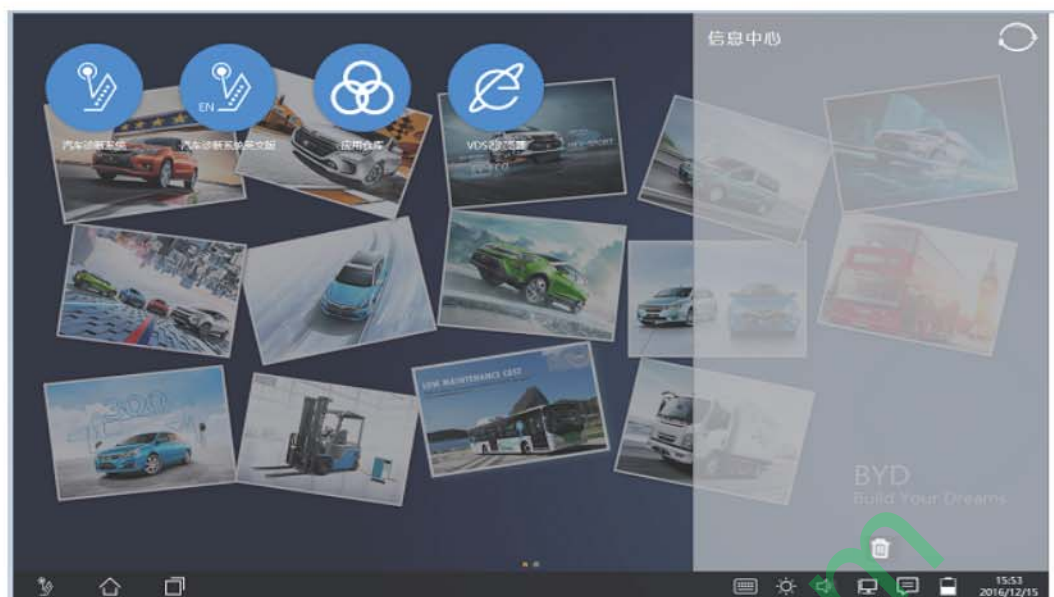 信息中心
EN
汽车诊断系统
汽车诊断系统英文版
应用仓库
LOW MAINTENANCE COST
BYD
Build Your Dreams
15:53
2016/12/15